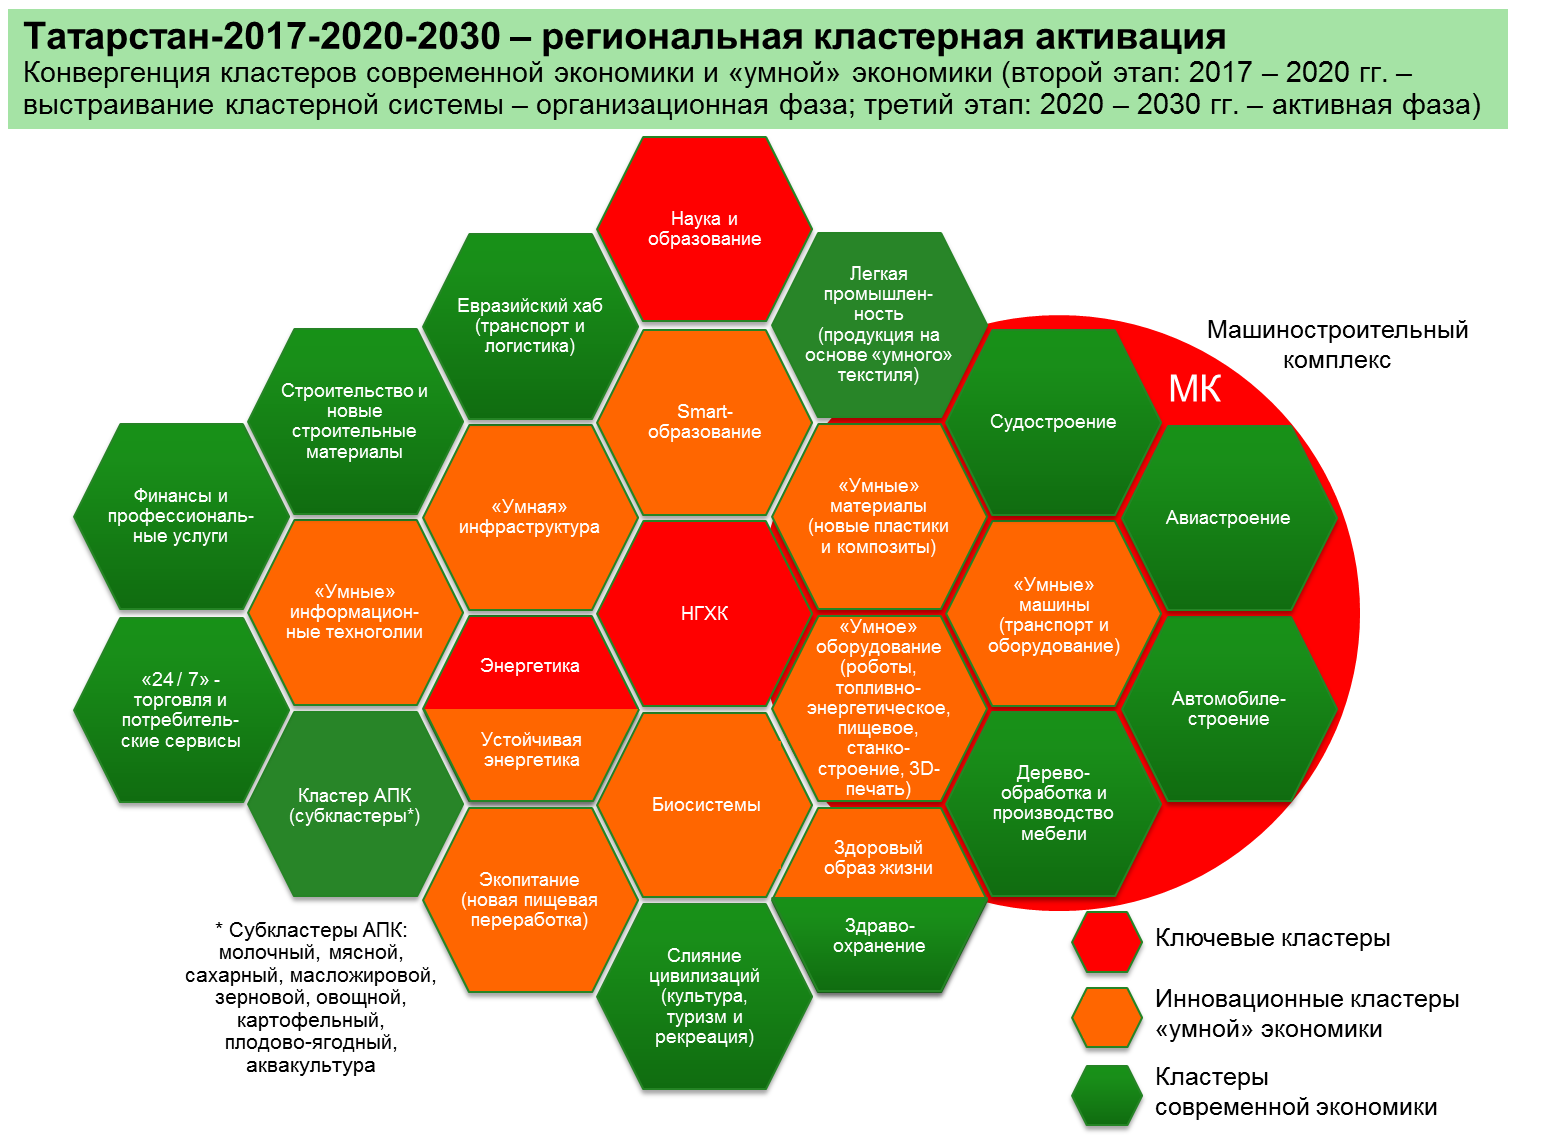 Татарстан-2017-2020-2030 – региональная кластерная активация
Конвергенция кластеров современной экономики и «умной» экономики (второй этап: 2017 – 2020 гг. –
выстраивание кластерной системы – организационная фаза; третий этап: 2020 – 2030 гг. – активная фаза)
Наука и
образование
Евразийский хаб
(транспорт и
логистика)
Легкая
промышлен-
ность
(продукция на
основе «умного»
текстиля)
Машиностроительный
комплекс
МК
Строительство и
новые
строительные
материалы
Smart-
образование
Судостроение
Финансы и
профессиональ-
ные услуги
«Умная»
инфраструктура
«Умные»
материалы
(новые пластики
и композиты)
Авиастроение
«Умные»
информацион-
ные техноголии
НГХК
«Умные»
машины
(транспорт и
оборудование)
«24 / 7» -
торговля и
потребитель-
ские сервисы
Энергетика
Устойчивая
энергетика
«Умное»
оборудование
(роботы,
топливно-
энергетическое,
пищевое,
станко-
строение, 3D-
печать)
Автомобиле-
строение
Кластер АПК
(субкластеры*)
Биосистемы
Дерево-
обработка и
производство
мебели
Экопитание
(новая пищевая
переработка)
Здоровый
образ жизни
Здраво-
охранение
Слияние
цивилизаций
(культура,
туризм и
рекреация)
* Субкластеры АПК:
молочный, мясной,
сахарный, масложировой,
зерновой, овощной,
картофельный,
плодово-ягодный,
аквакультура
Ключевые кластеры
Инновационные кластеры
«умной» экономики
Кластеры
современной экономики